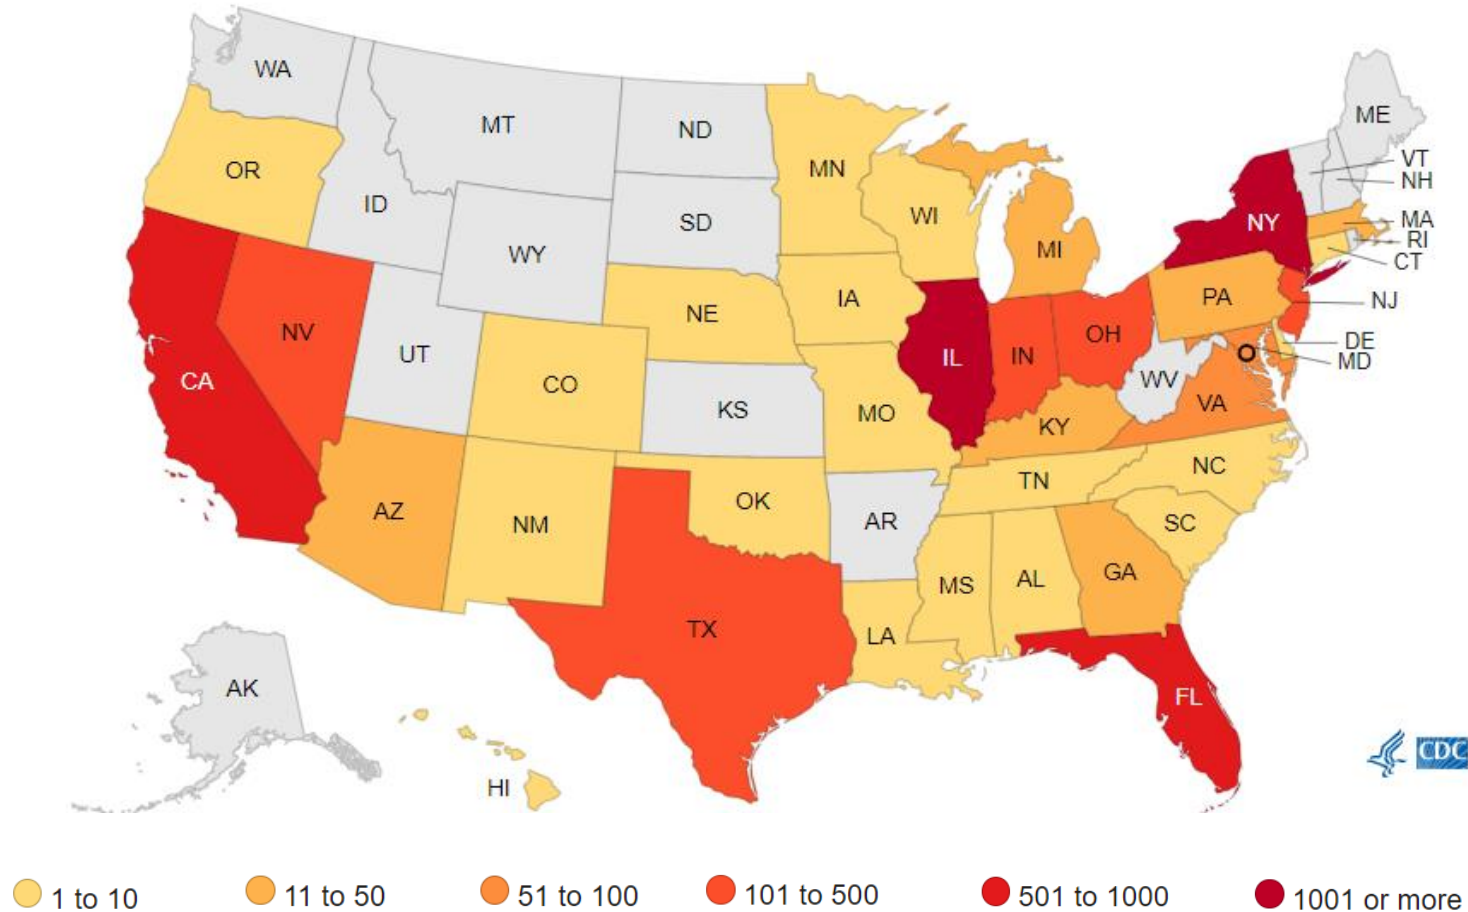 WA
MT
ND
ME
OR
MN
VT
NH
ID
SD
WI
NY
MA
RI
CT
WY
MI
IA
PA
NJ
NE
NV
UT
CO
IL
IN
OH
DE
MD
CA
WV
KS
MO
VA
KY
NC
TN
AZ
NM
OK
AR
SC
MS
AL
GA
TX
LA
AK
FL
HI
CDC
1 to 10
11 to 50
51 to 100
101 to 500
501 to 1000
1001 or more